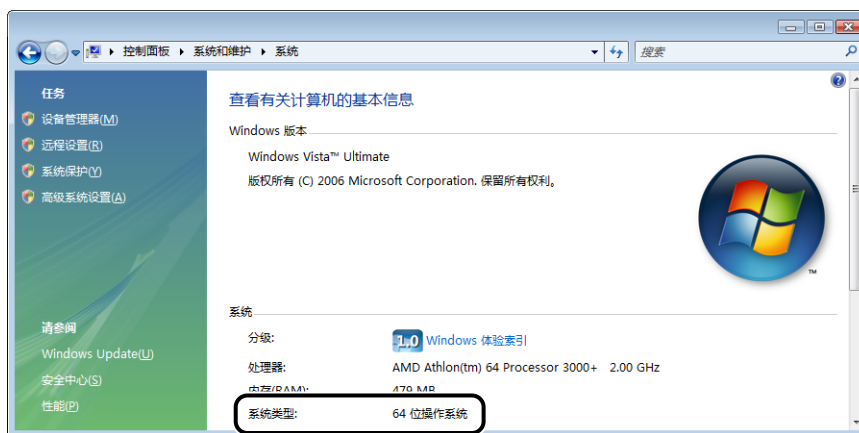 控制面板 ▸ 系统和维护 ▸ 系统
搜索
任务
设备管理器(M)
远程设置(R)
系统保护(Y)
高级系统设置(A)
请参阅
Windows Update(U)
安全中心(S)
性能(P)
查看有关计算机的基本信息
Windows 版本
Windows Vista™ Ultimate
版权所有 (C) 2006 Microsoft Corporation. 保留所有权利。
TM
系统
分级:
1.0 Windows 体验索引
处理器: AMD Athlon(tm) 64 Processor 3000+ 2.00 GHz
内存(RAM): 479 MB
系统类型: 64 位操作系统